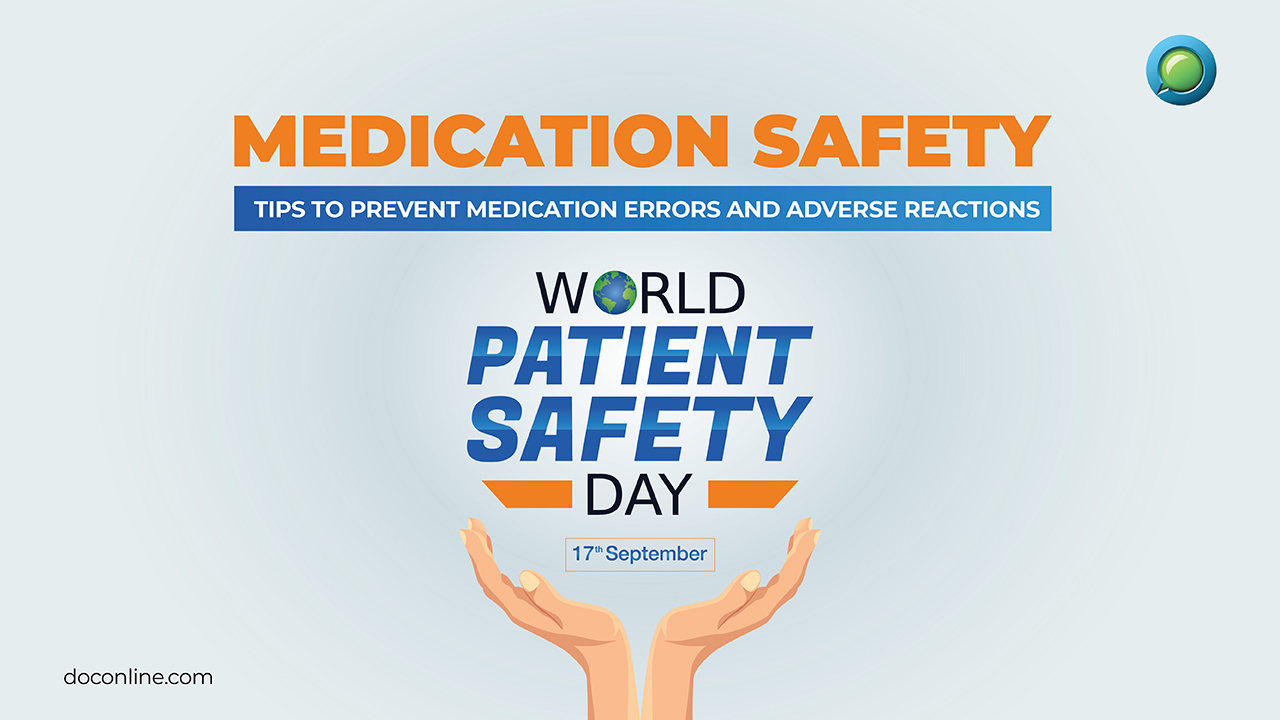 MEDICATION SAFETY
TIPS TO PREVENT MEDICATION ERRORS AND ADVERSE REACTIONS
WORLD
PATIENT
SAFETY
DAY
17th September
doconline.com